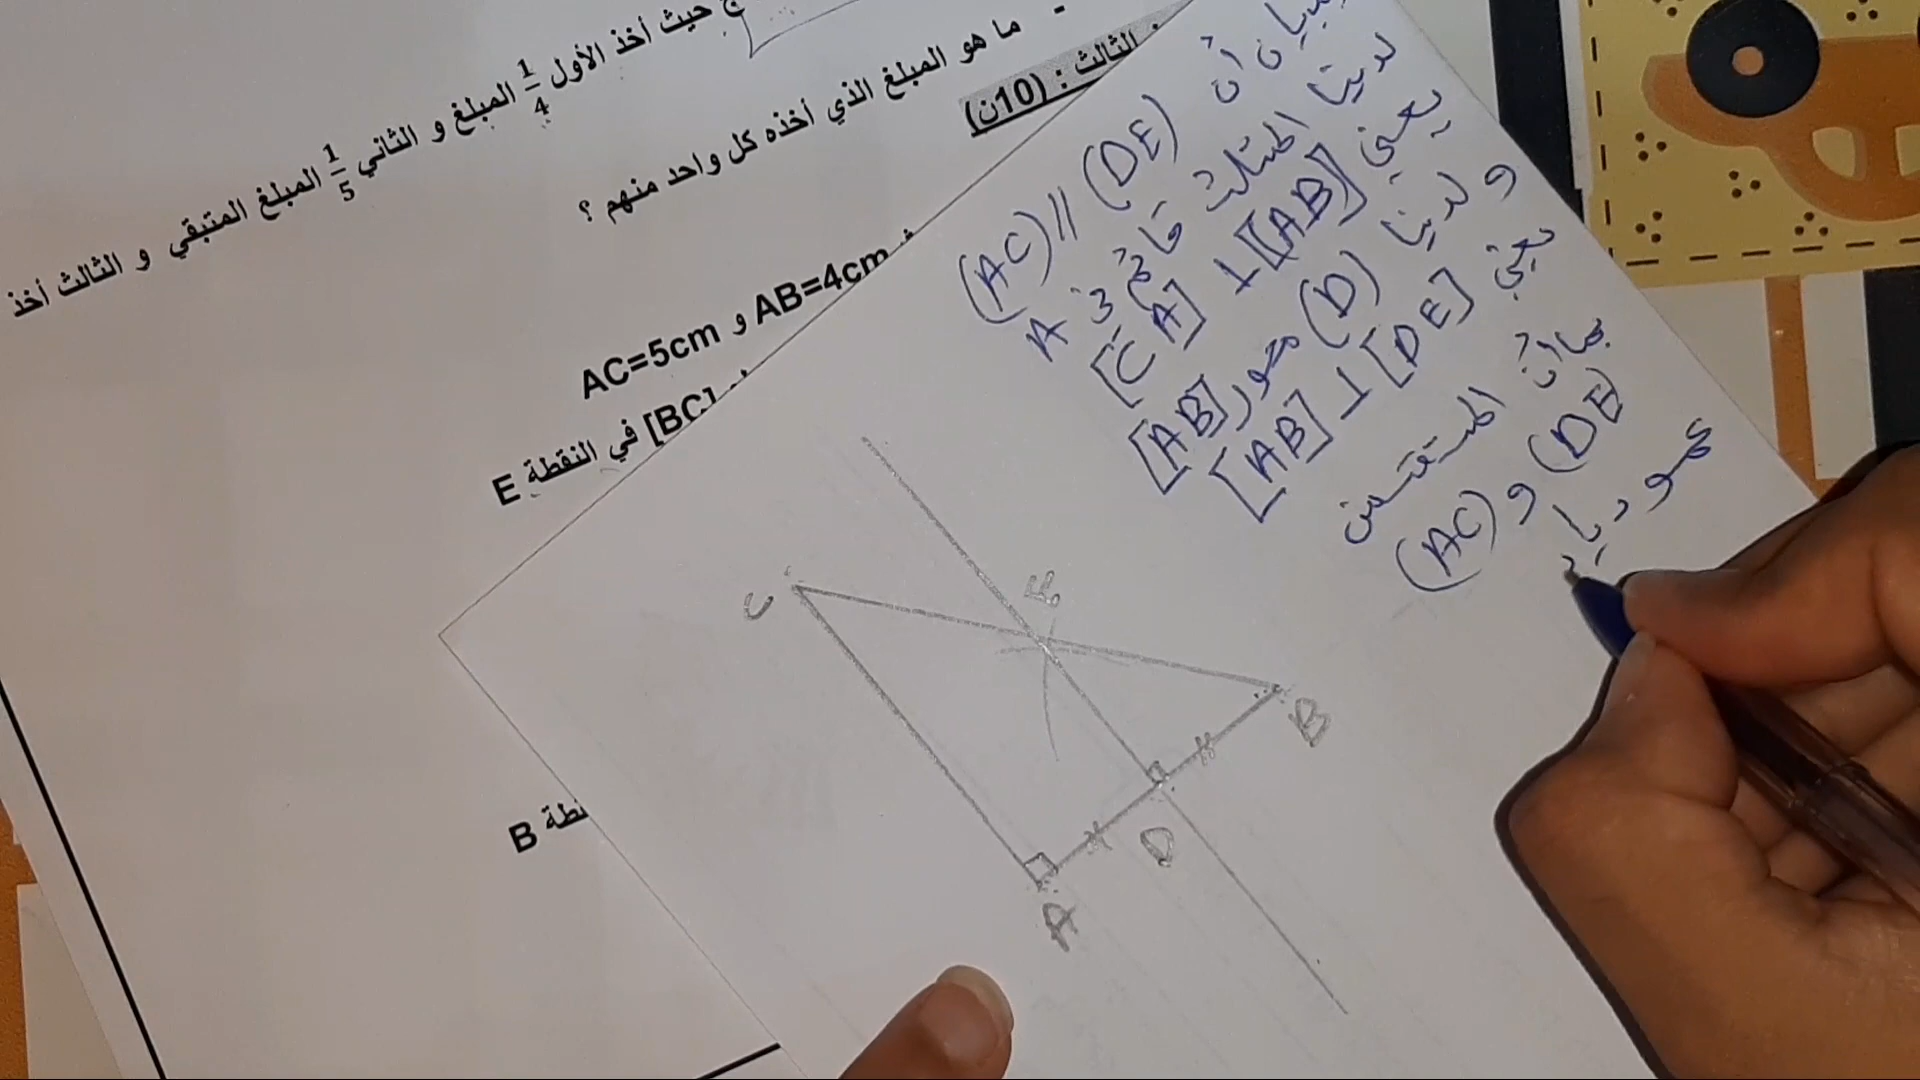 حيث أخذ الأول 1/4 المبلغ و الثاني 1/5 المبلغ المتبقي و الثالث أخذ
- ما هو المبلغ الذي أخذه كل واحد منهم ؟
الثالث : (10ن)
AB=4cm و AC=5cm
[BC] في النقطة E
B
أن (AC) // (DE)
لدينا المثلث قائم في A
يعني [AB] ⊥ [CA]
و لدينا (D) محور [AB]
يعني [AB] ⊥ [DE]
بما أن المستقيمين
(AC) و (DE)
C
E
B
D
A